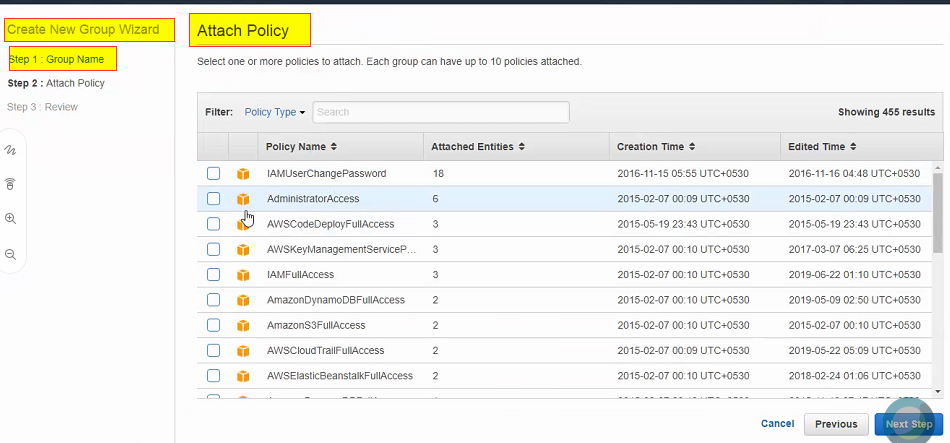 Create New Group Wizard
Step 1 : Group Name
Step 2 : Attach Policy
Step 3 : Review
Attach Policy
Select one or more policies to attach. Each group can have up to 10 policies attached.
Filter: Policy Type Search Showing 455 results
Policy Name Attached Entities Creation Time Edited Time
IAMUserChangePassword 18 2016-11-15 05:55 UTC+0530 2016-11-16 04:48 UTC+0530
AdministratorAccess 6 2015-02-07 00:09 UTC+0530 2015-02-07 00:09 UTC+0530
AWSCodeDeployFullAccess 3 2015-05-19 23:43 UTC+0530 2015-05-19 23:43 UTC+0530
AWSKeyManagementServiceP... 3 2015-02-07 00:10 UTC+0530 2017-03-07 06:25 UTC+0530
IAMFullAccess 3 2015-02-07 00:10 UTC+0530 2019-06-22 01:10 UTC+0530
AmazonDynamoDBFullAccess 2 2015-02-07 00:10 UTC+0530 2019-05-09 02:50 UTC+0530
AmazonS3FullAccess 2 2015-02-07 00:10 UTC+0530 2015-02-07 00:10 UTC+0530
AWSCloudTrailFullAccess 2 2015-02-07 00:09 UTC+0530 2019-05-22 05:09 UTC+0530
AWSElasticBeanstalkFullAccess 2 2015-02-07 00:10 UTC+0530 2018-02-24 01:06 UTC+0530
Cancel Previous Next Step